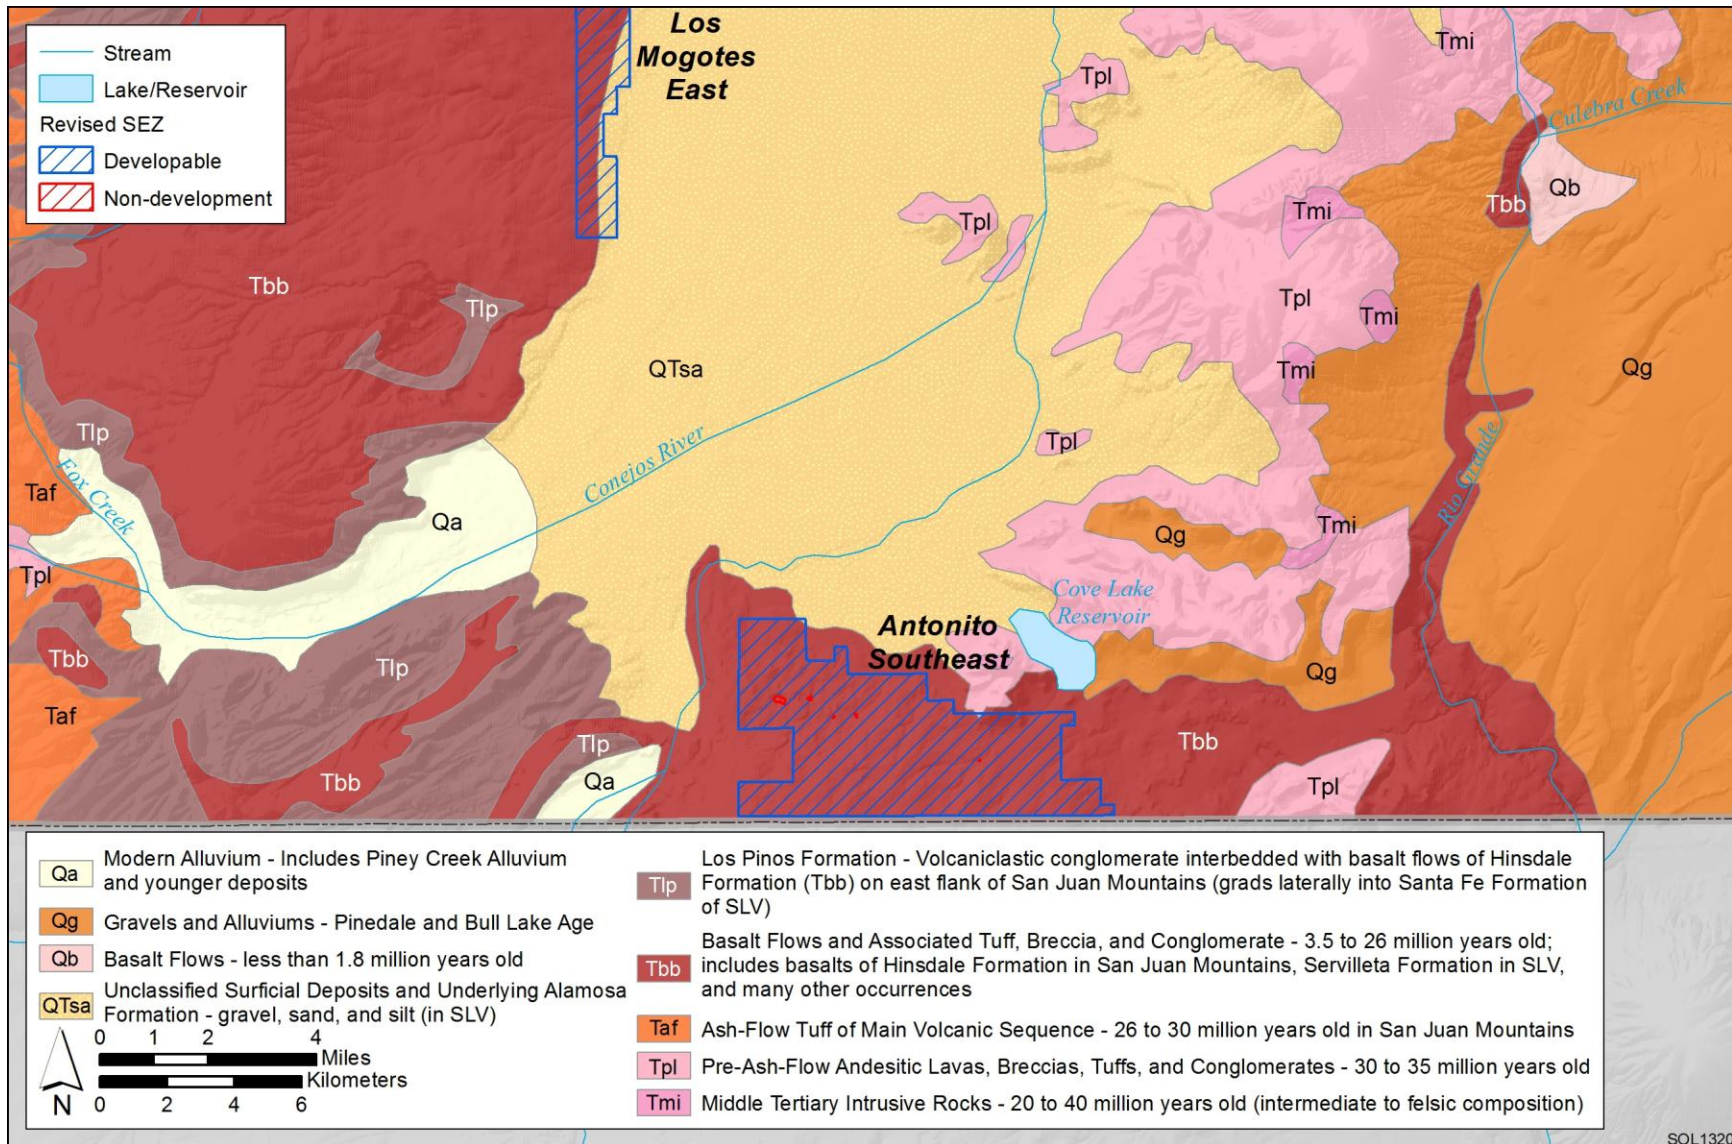 Stream
Lake/Reservoir
Revised SEZ
Developable
Non-development
Los
Mogotes
East
Tmi
Tpl
Culebra Creek
Qb
Tbb
Tmi
Tpl
Tbb
Tlp
Tpl
Tmi
QTsa
Tmi
Qg
Tlp
Tpl
Conejos River
Rio Grande
Fox Creek
Taf
Qa
Tmi
Qg
Tpl
Cove Lake
Reservoir
Antonito
Southeast
Tbb
Tlp
Qg
Taf
Tlp
Tbb
Tbb
Qa
Tpl
Qa
Modern Alluvium - Includes Piney Creek Alluvium
and younger deposits
Qg
Gravels and Alluviums - Pinedale and Bull Lake Age
Qb
Basalt Flows - less than 1.8 million years old
QTsa
Unclassified Surficial Deposits and Underlying Alamosa
Formation - gravel, sand, and silt (in SLV)
0 2 4
1
Miles
Kilometers
0 2 4 6
N
Tlp
Los Pinos Formation - Volcaniclastic conglomerate interbedded with basalt flows of Hinsdale
Formation (Tbb) on east flank of San Juan Mountains (grads laterally into Santa Fe Formation
of SLV)
Tbb
Basalt Flows and Associated Tuff, Breccia, and Conglomerate - 3.5 to 26 million years old;
includes basalts of Hinsdale Formation in San Juan Mountains, Servilleta Formation in SLV,
and many other occurrences
Taf
Ash-Flow Tuff of Main Volcanic Sequence - 26 to 30 million years old in San Juan Mountains
Tpl
Pre-Ash-Flow Andesitic Lavas, Breccias, Tuffs, and Conglomerates - 30 to 35 million years old
Tmi
Middle Tertiary Intrusive Rocks - 20 to 40 million years old (intermediate to felsic composition)
SOL1320